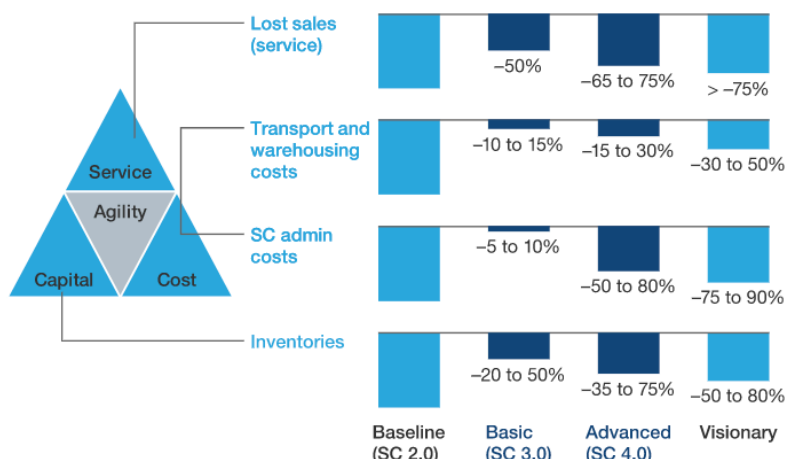 Lost sales
(service)
–50%
–65 to 75%
> –75%
Transport and
warehousing
costs
–10 to 15%
–15 to 30%
–30 to 50%
Service
Agility
Capital
Cost
SC admin
costs
–5 to 10%
–50 to 80%
–75 to 90%
Inventories
–20 to 50%
–35 to 75%
–50 to 80%
Baseline
(SC 2.0)
Basic
(SC 3.0)
Advanced
(SC 4.0)
Visionary